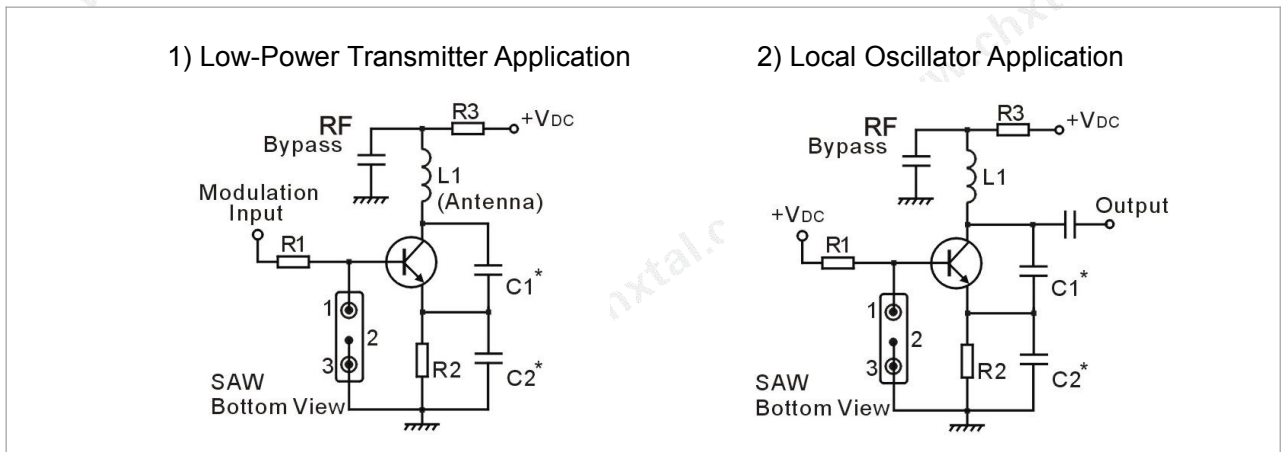 1) Low-Power Transmitter Application
RF
Bypass
R3
+VDC
L1
(Antenna)
Modulation
Input
R1
C1*
1
2
3
R2
C2*
SAW
Bottom View
2) Local Oscillator Application
RF
Bypass
R3
+VDC
L1
+VDC
R1
Output
C1*
1
2
3
R2
C2*
SAW
Bottom View